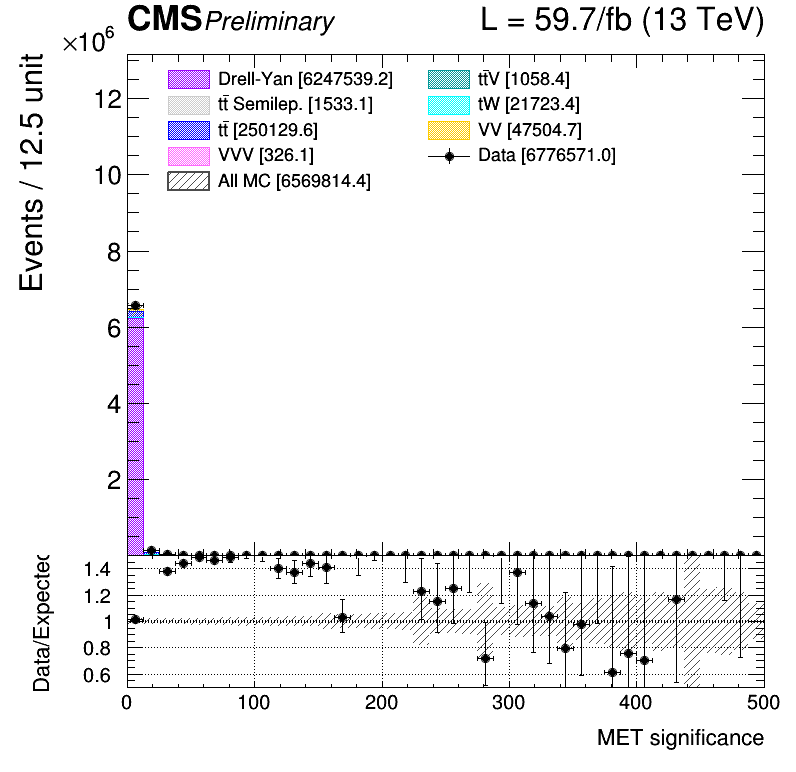 CMS Preliminary L = 59.7/fb (13 TeV)
×10⁶
Events / 12.5 unit
12
10
8
6
4
2
Drell-Yan [6247539.2]
tt̄ Semilep. [1533.1]
tt̄ [250129.6]
VVV [326.1]
All MC [6569814.4]
tt̄V [1058.4]
tW [21723.4]
VV [47504.7]
Data [6776571.0]
Data/Expected
1.4
1.2
1
0.8
0.6
0 100 200 300 400 500
MET significance